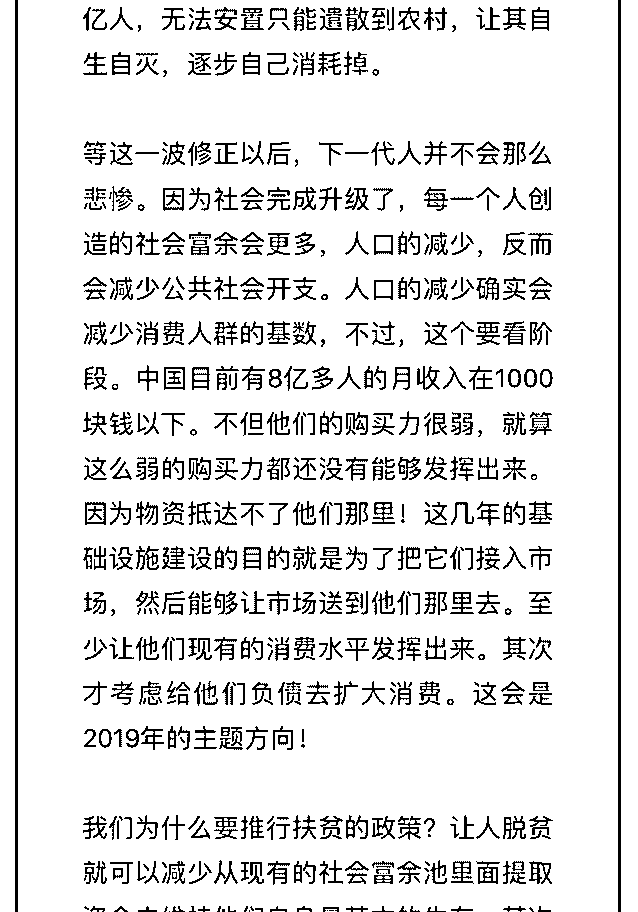 亿人，无法安置只能遣散到农村，让其自
生自灭，逐步自己消耗掉。
等这一波修正以后，下一代人并不会那么
悲惨。因为社会完成升级了，每一个人创
造的社会富余会更多，人口的减少，反而
会减少公共社会开支。人口的减少确实会
减少消费人群的基数，不过，这个要看阶
段。中国目前有8亿多人的月收入在1000
块钱以下。不但他们的购买力很弱，就算
这么弱的购买力都还没有能够发挥出来。
因为物资抵达不了他们那里！这几年的基
础设施建设的目的就是为了把它们接入市
场，然后能够让市场送到他们那里去。至
少让他们现有的消费水平发挥出来。其次
才考虑给他们负债去扩大消费。这会是
2019年的主题方向！
我们为什么要推行扶贫的政策？让人脱贫
就可以减少从现有的社会富余池里面提取